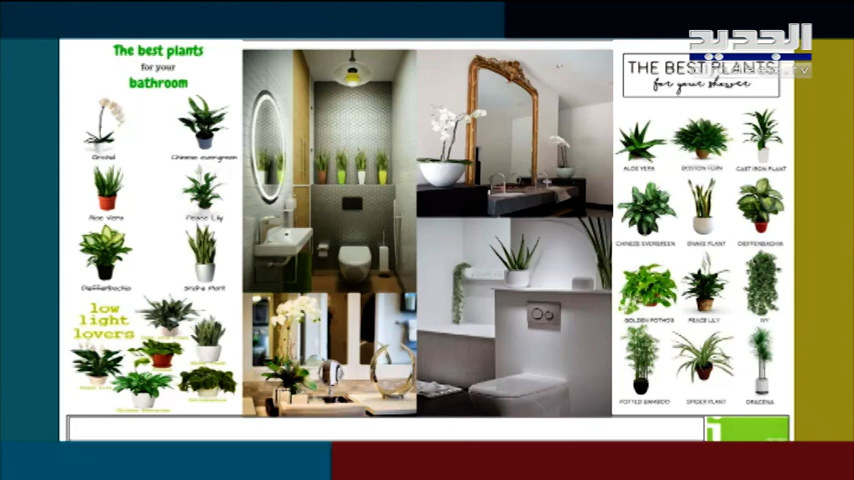 الجديد
ALJADEED.TV
The best plants
for your
bathroom
Orchid
Chinese evergreen
Aloe Vera
Peace Lily
Dieffenbachia
Snake Plant
low
light
lovers
THE BEST PLANTS
for your shower
ALOE VERA
BOSTON FERN
CAST IRON PLANT
CHINESE EVERGREEN
SNAKE PLANT
DIEFFENBACHIA
GOLDEN POTHOS
PEACE LILY
IVY
POTTED BAMBOO
SPIDER PLANT
DRACENA